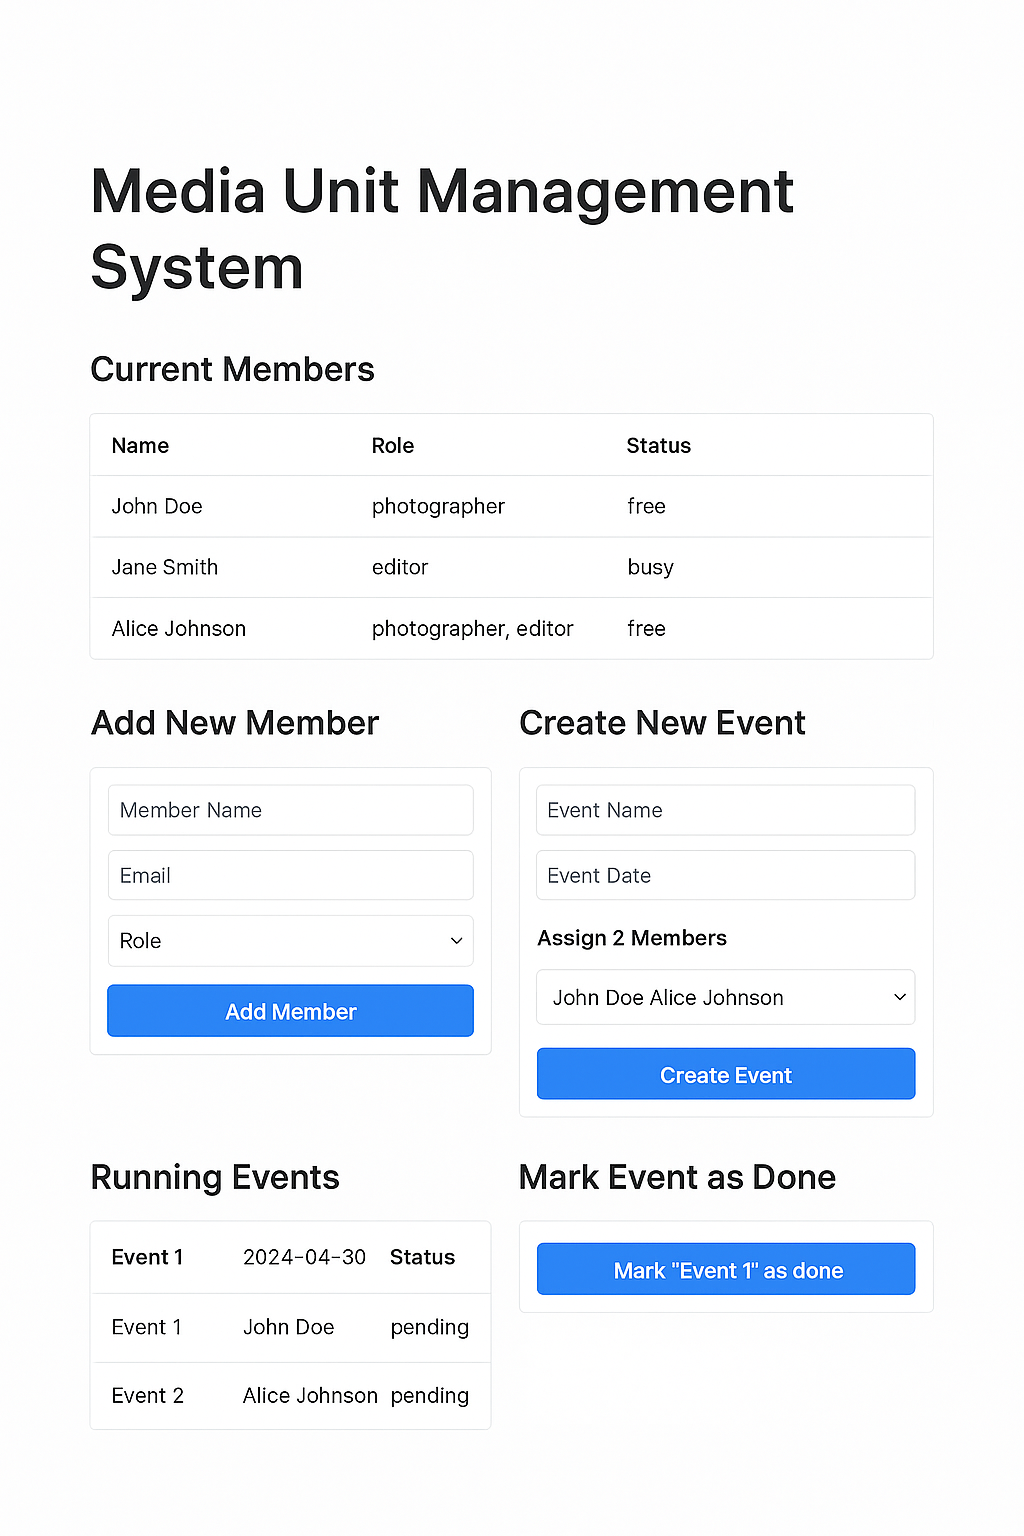 Media Unit Management
System
Current Members
Name Role Status
John Doe photographer free
Jane Smith editor busy
Alice Johnson photographer, editor free
Add New Member
Member Name
Email
Role
Add Member
Create New Event
Event Name
Event Date
Assign 2 Members
John Doe Alice Johnson
Create Event
Running Events
Event 1 2024-04-30 Status
Event 1 John Doe pending
Event 2 Alice Johnson pending
Mark Event as Done
Mark "Event 1" as done